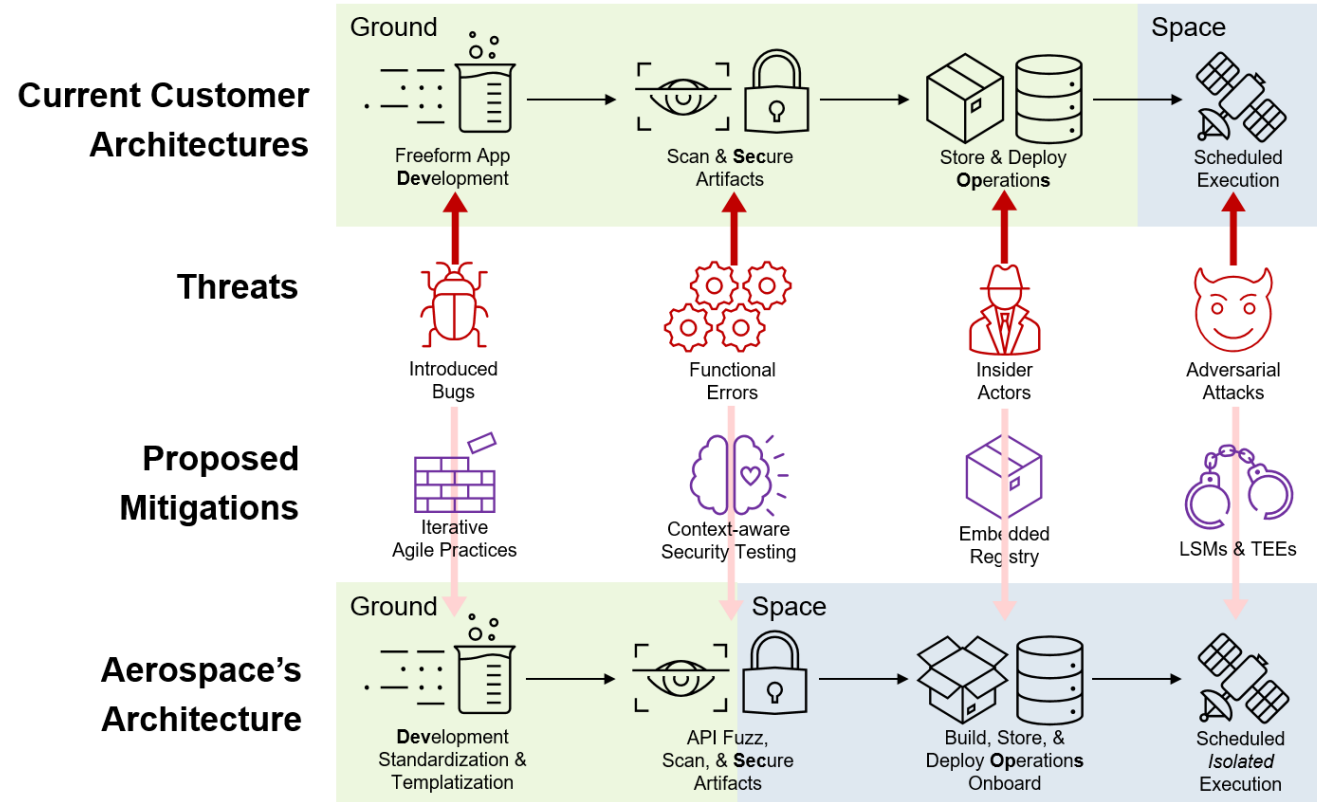 Ground
Space
Current Customer
Architectures
Freeform App
Development
Scan & Secure
Artifacts
Store & Deploy
Operations
Scheduled
Execution
Threats
Introduced
Bugs
Functional
Errors
Insider
Actors
Adversarial
Attacks
Proposed
Mitigations
Iterative
Agile Practices
Context-aware
Security Testing
Embedded
Registry
LSMs & TEEs
Ground
Space
Aerospace's
Architecture
Development
Standardization &
Templatization
API Fuzz,
Scan, & Secure
Artifacts
Build, Store, &
Deploy Operations
Onboard
Scheduled
Isolated
Execution